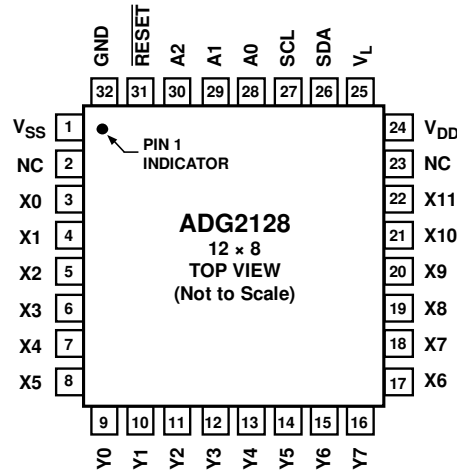 GND
RESET
A2
A1
A0
SCL
SDA
VL
32 31 30 29 28 27 26 25
VSS 1
NC 2
X0 3
X1 4
X2 5
X3 6
X4 7
X5 8
PIN 1
INDICATOR
ADG2128
12 × 8
TOP VIEW
(Not to Scale)
24 VDD
23 NC
22 X11
21 X10
20 X9
19 X8
18 X7
17 X6
9 10 11 12 13 14 15 16
Y0
Y1
Y2
Y3
Y4
Y5
Y6
Y7